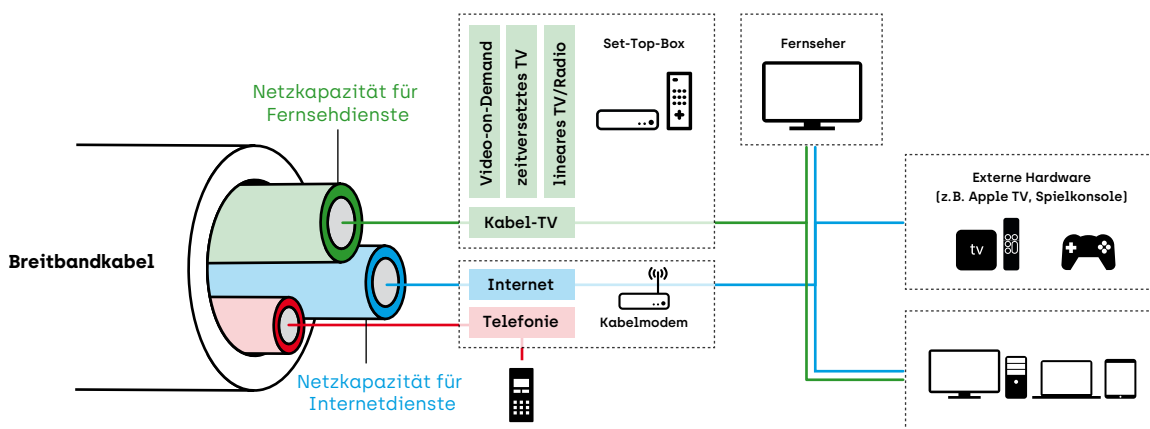 Netzkapazität für
Fernsehdienste
Breitbandkabel
Netzkapazität für
Internetdienste
Video-on-Demand
zeitversetztes TV
lineares TV/Radio
Set-Top-Box
Kabel-TV
Internet
Telefonie
Kabelmodem
Fernseher
Externe Hardware
(z.B. Apple TV, Spielkonsole)
tv